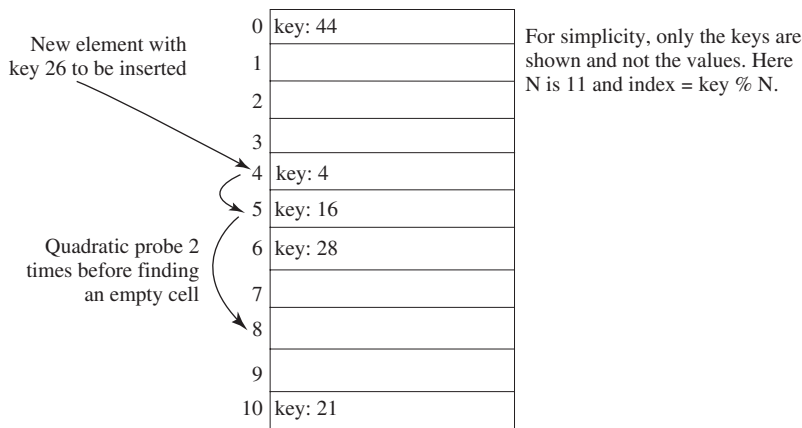 New element with
key 26 to be inserted
0 key: 44
1
2
3
4 key: 4
5 key: 16
6 key: 28
7
8
9
10 key: 21
Quadratic probe 2
times before finding
an empty cell
For simplicity, only the keys are
shown and not the values. Here
N is 11 and index = key % N.